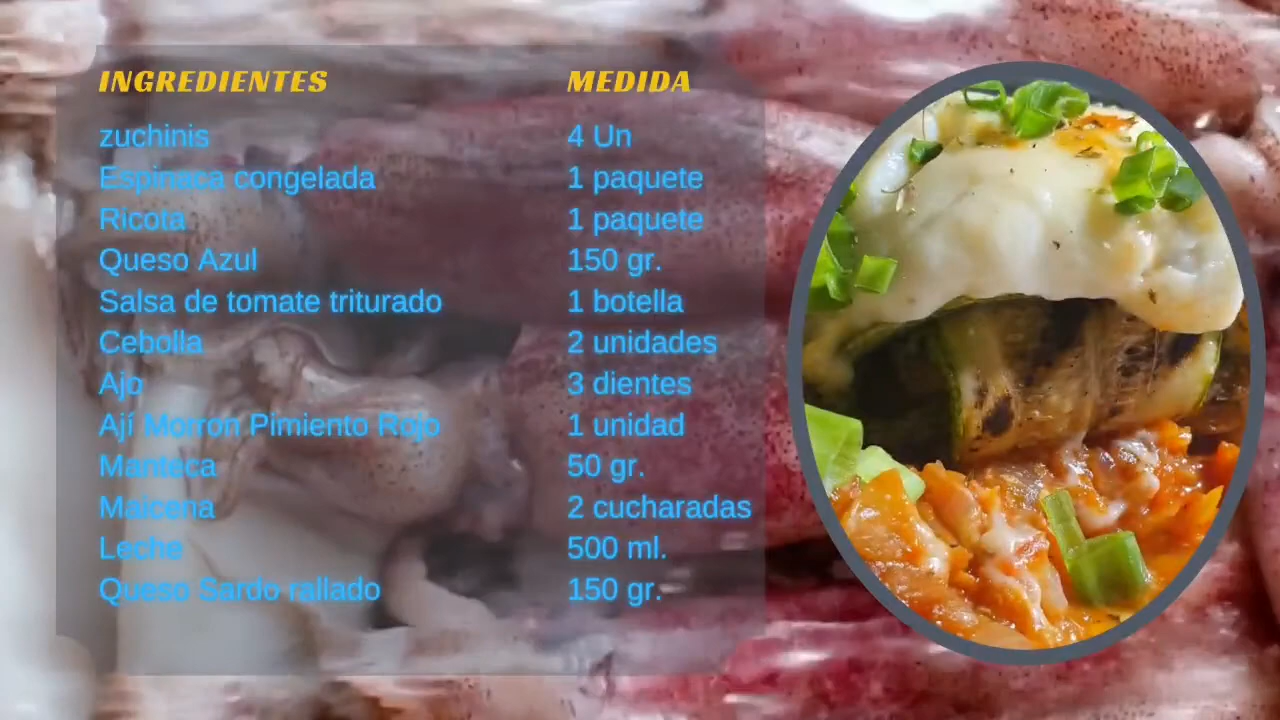 INGREDIENTES MEDIDA
zuchinis 4 Un
Espinaca congelada 1 paquete
Ricota 1 paquete
Queso Azul 150 gr.
Salsa de tomate triturado 1 botella
Cebolla 2 unidades
Ajo 3 dientes
Ají Morron Pimiento Rojo 1 unidad
Manteca 50 gr.
Maicena 2 cucharadas
Leche 500 ml.
Queso Sardo rallado 150 gr.